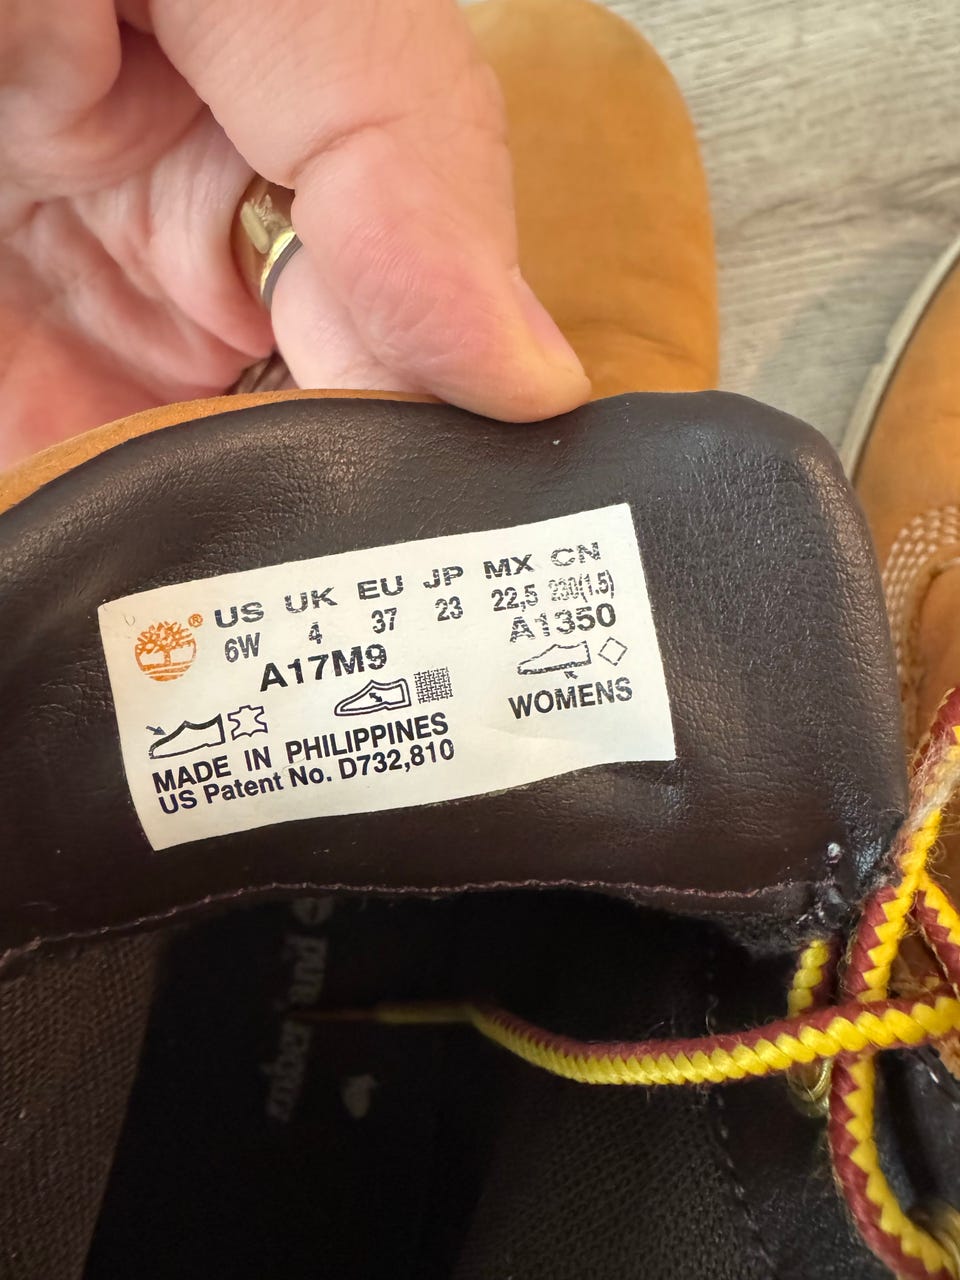 US UK EU JP MX CN
6W 4 37 23 22,5 230(1.5)
A17M9 A1350
WOMENS
MADE IN PHILIPPINES
US Patent No. D732,810